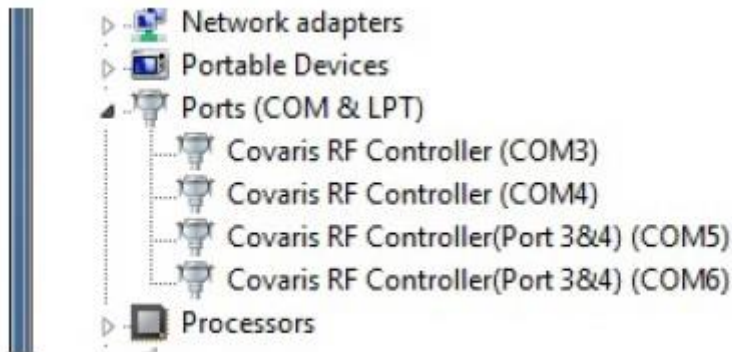 Network adapters
Portable Devices
Ports (COM & LPT)
Covaris RF Controller (COM3)
Covaris RF Controller (COM4)
Covaris RF Controller(Port 3&4) (COM5)
Covaris RF Controller(Port 3&4) (COM6)
Processors